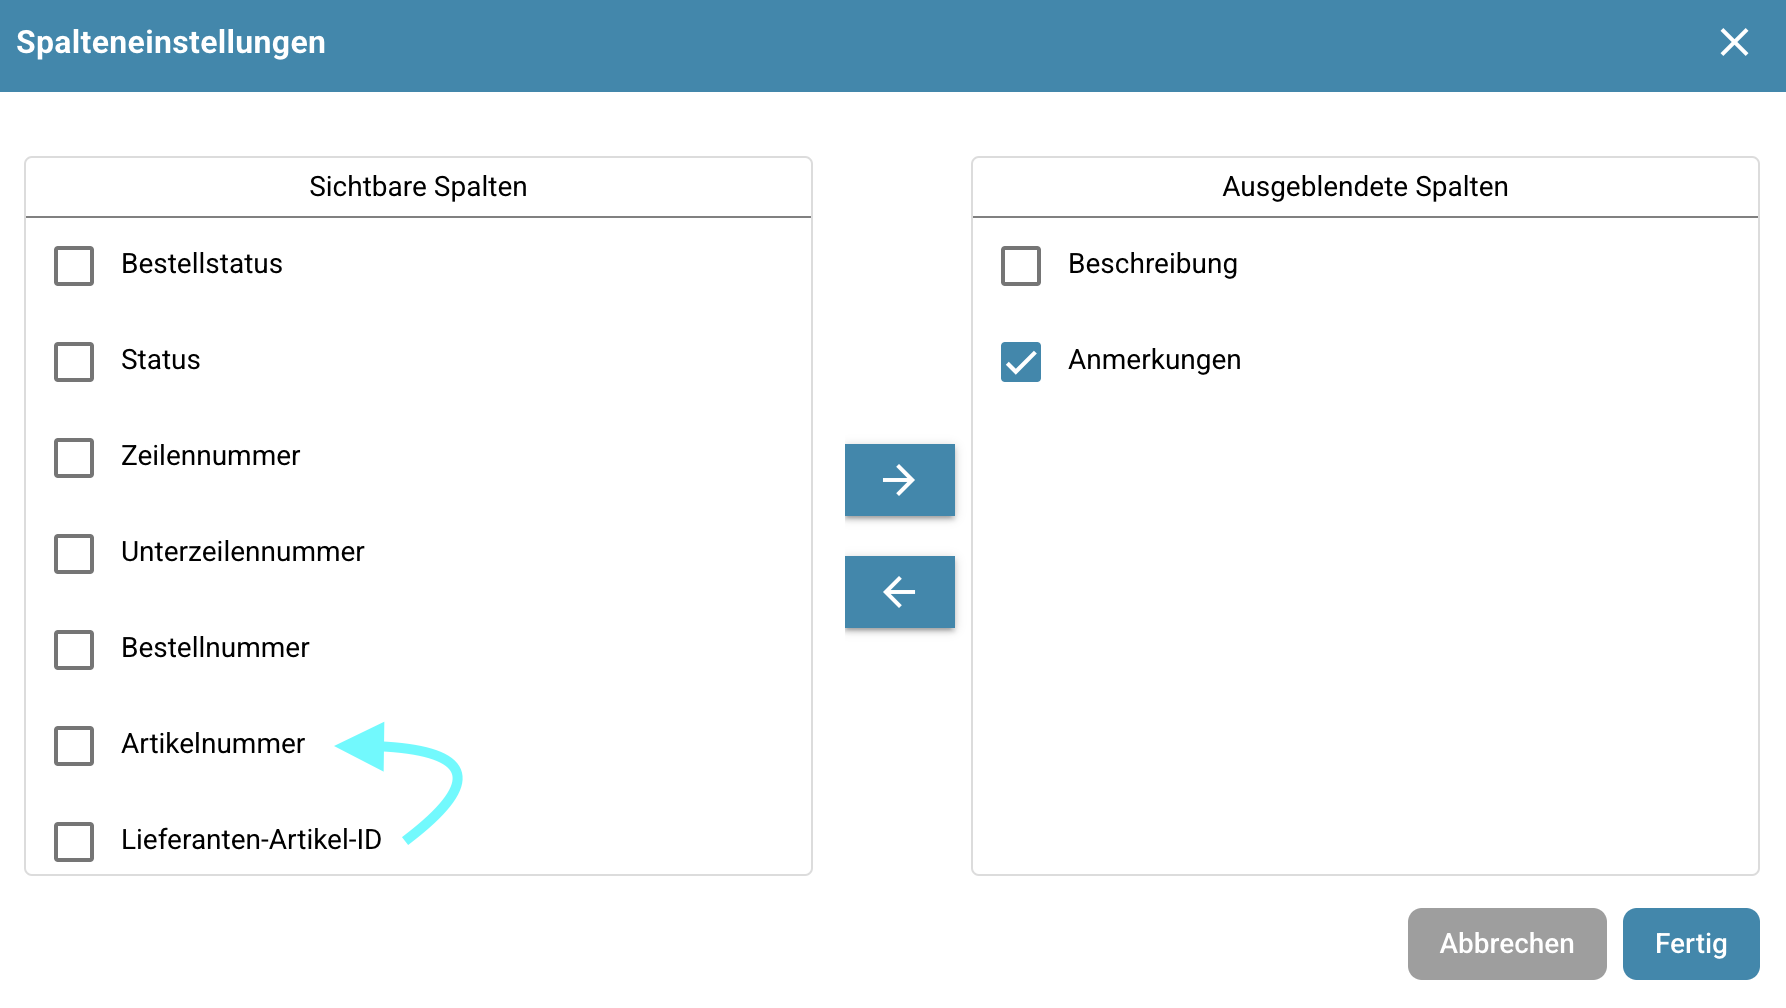 Spalteneinstellungen
Sichtbare Spalten
Bestellstatus
Status
Zeilennummer
Unterzeilennummer
Bestellnummer
Artikelnummer
Lieferanten-Artikel-ID
Ausgeblendete Spalten
Beschreibung
Anmerkungen
Abbrechen
Fertig